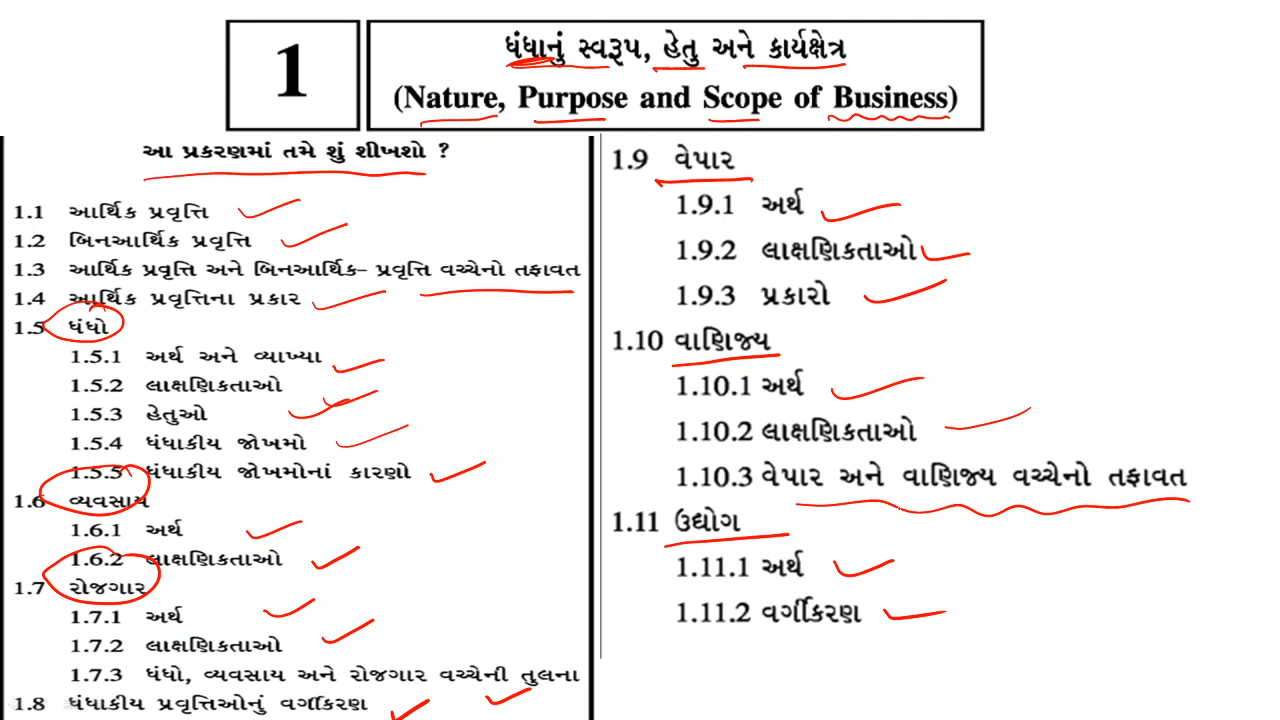 1
ધંધાનું સ્વરૂપ, હેતુ અને કાર્યક્ષેત્ર
(Nature, Purpose and Scope of Business)
આ પ્રકરણમાં તમે શું શીખશો ?
1.1 આર્થિક પ્રવૃત્તિ
1.2 બિનઆર્થિક પ્રવૃત્તિ
1.3 આર્થિક પ્રવૃત્તિ અને બિનઆર્થિક- પ્રવૃત્તિ વચ્ચેનો તફાવત
1.4 આર્થિક પ્રવૃત્તિના પ્રકાર
1.5 ધંધો
1.5.1 અર્થ અને વ્યાખ્યા
1.5.2 લાક્ષણિકતાઓ
1.5.3 હેતુઓ
1.5.4 ધંધાકીય જોખમો
1.5.5 ધંધાકીય જોખમોનાં કારણો
1.6 વ્યવસાય
1.6.1 અર્થ
1.6.2 લાક્ષણિકતાઓ
1.7 રોજગાર
1.7.1 અર્થ
1.7.2 લાક્ષણિકતાઓ
1.7.3 ધંધો, વ્યવસાય અને રોજગાર વચ્ચેની તુલના
1.8 ધંધાકીય પ્રવૃત્તિઓનું વર્ગીકરણ
1.9 વેપાર
1.9.1 અર્થ
1.9.2 લાક્ષણિકતાઓ
1.9.3 પ્રકારો
1.10 વાણિજ્ય
1.10.1 અર્થ
1.10.2 લાક્ષણિકતાઓ
1.10.3 વેપાર અને વાણિજ્ય વચ્ચેનો તફાવત
1.11 ઉદ્યોગ
1.11.1 અર્થ
1.11.2 વર્ગીકરણ